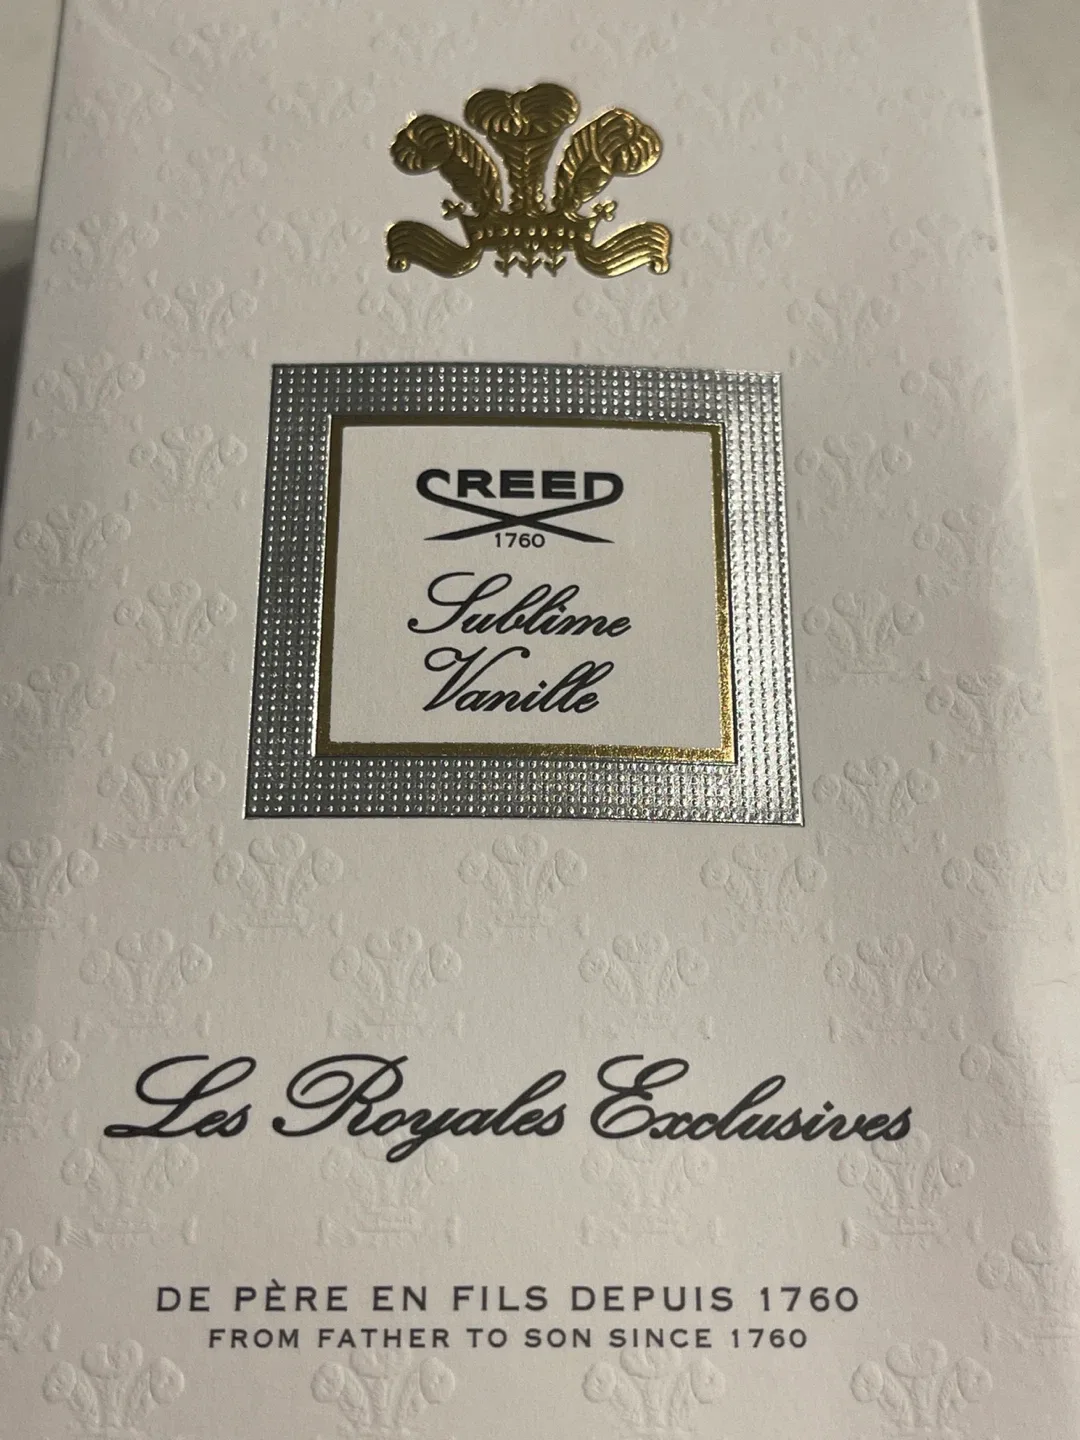 CREED
1760
Sublime
Vanille
Les Royales Exclusives
DE PÈRE EN FILS DEPUIS 1760
FROM FATHER TO SON SINCE 1760